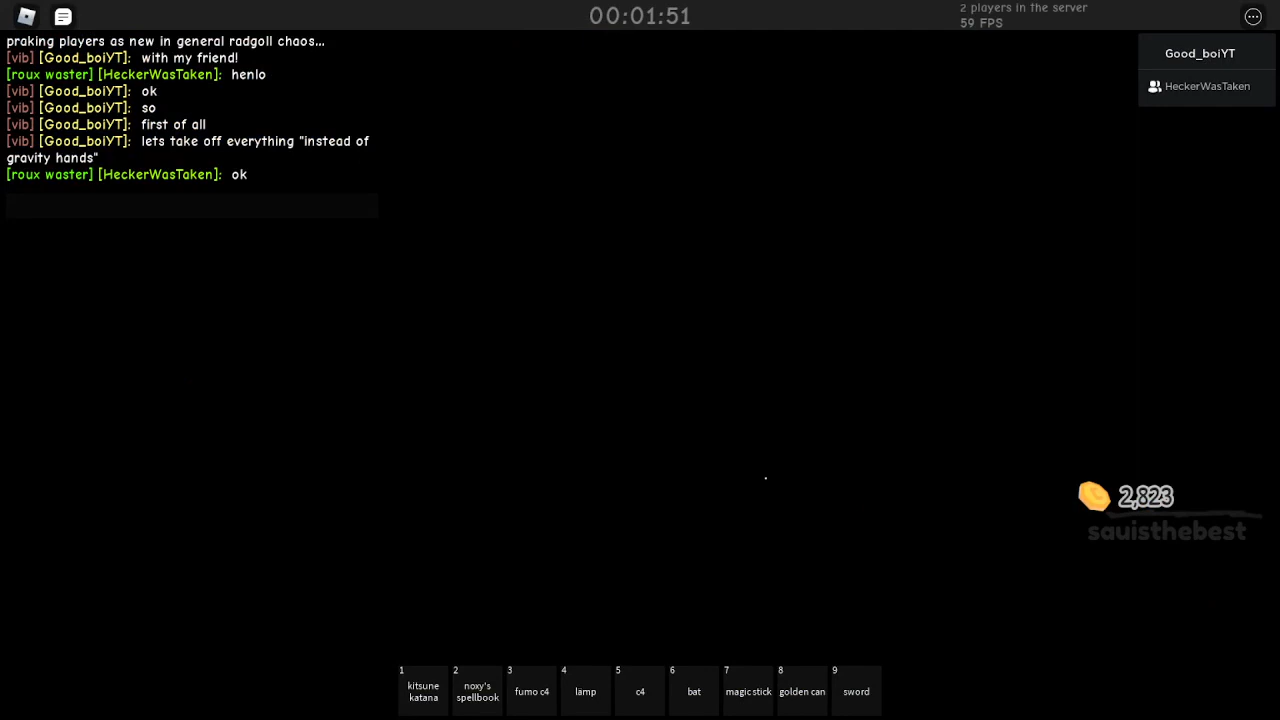 00:01:51
2 players in the server
59 FPS
praking players as new in general radgoll chaos...
[vib] [Good_boiYT]: with my friend!
[roux waster] [HeckerWasTaken]: henlo
[vib] [Good_boiYT]: ok
[vib] [Good_boiYT]: so
[vib] [Good_boiYT]: first of all
[vib] [Good_boiYT]: lets take off everything "instead of
gravity hands"
[roux waster] [HeckerWasTaken]: ok
Good_boiYT
HeckerWasTaken
2,823
sauisthebest
1 kitsune
katana
2 noxy's
spellbook
3 fumo c4
4 lamp
5 c4
6 bat
7 magic stick
8 golden can
9 sword